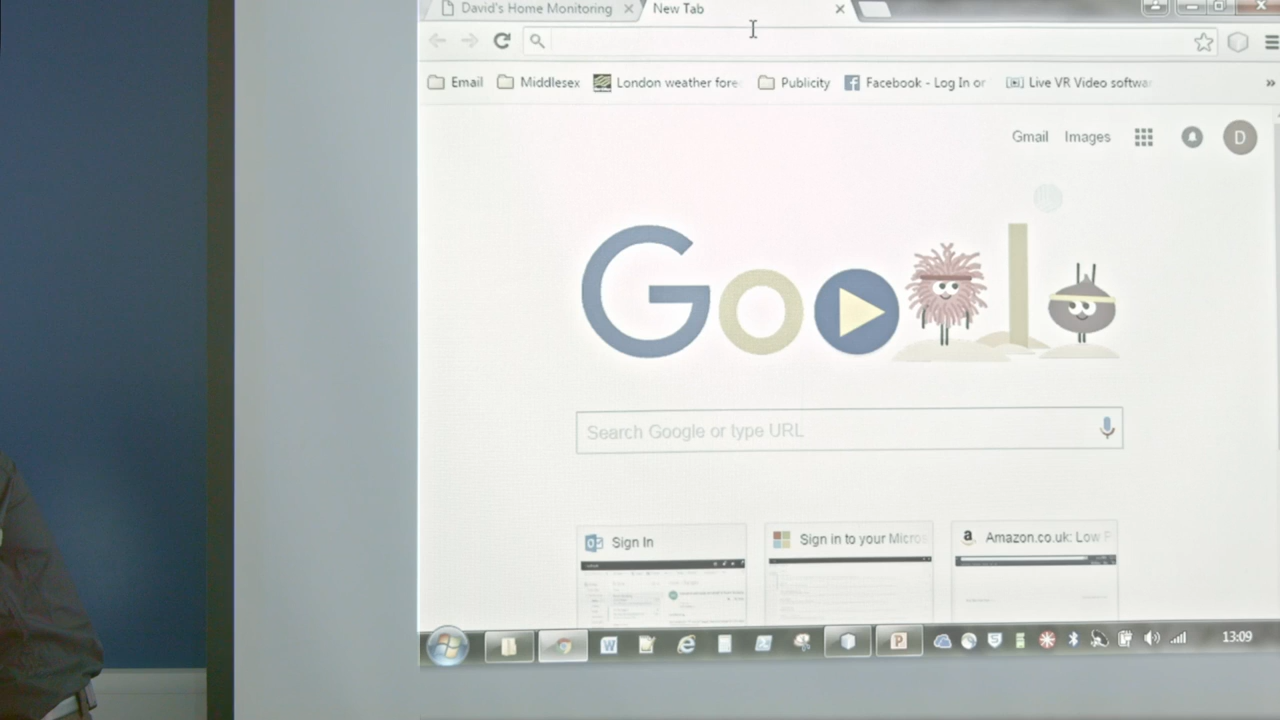 David's Home Monitoring
New Tab
Email
Middlesex
London weather fore
Publicity
Facebook - Log In or
Live VR Video softwa
Gmail
Images
D
Goo l
Search Google or type URL
Sign In
Sign in to your Micros
Amazon.co.uk: Low P
13:09